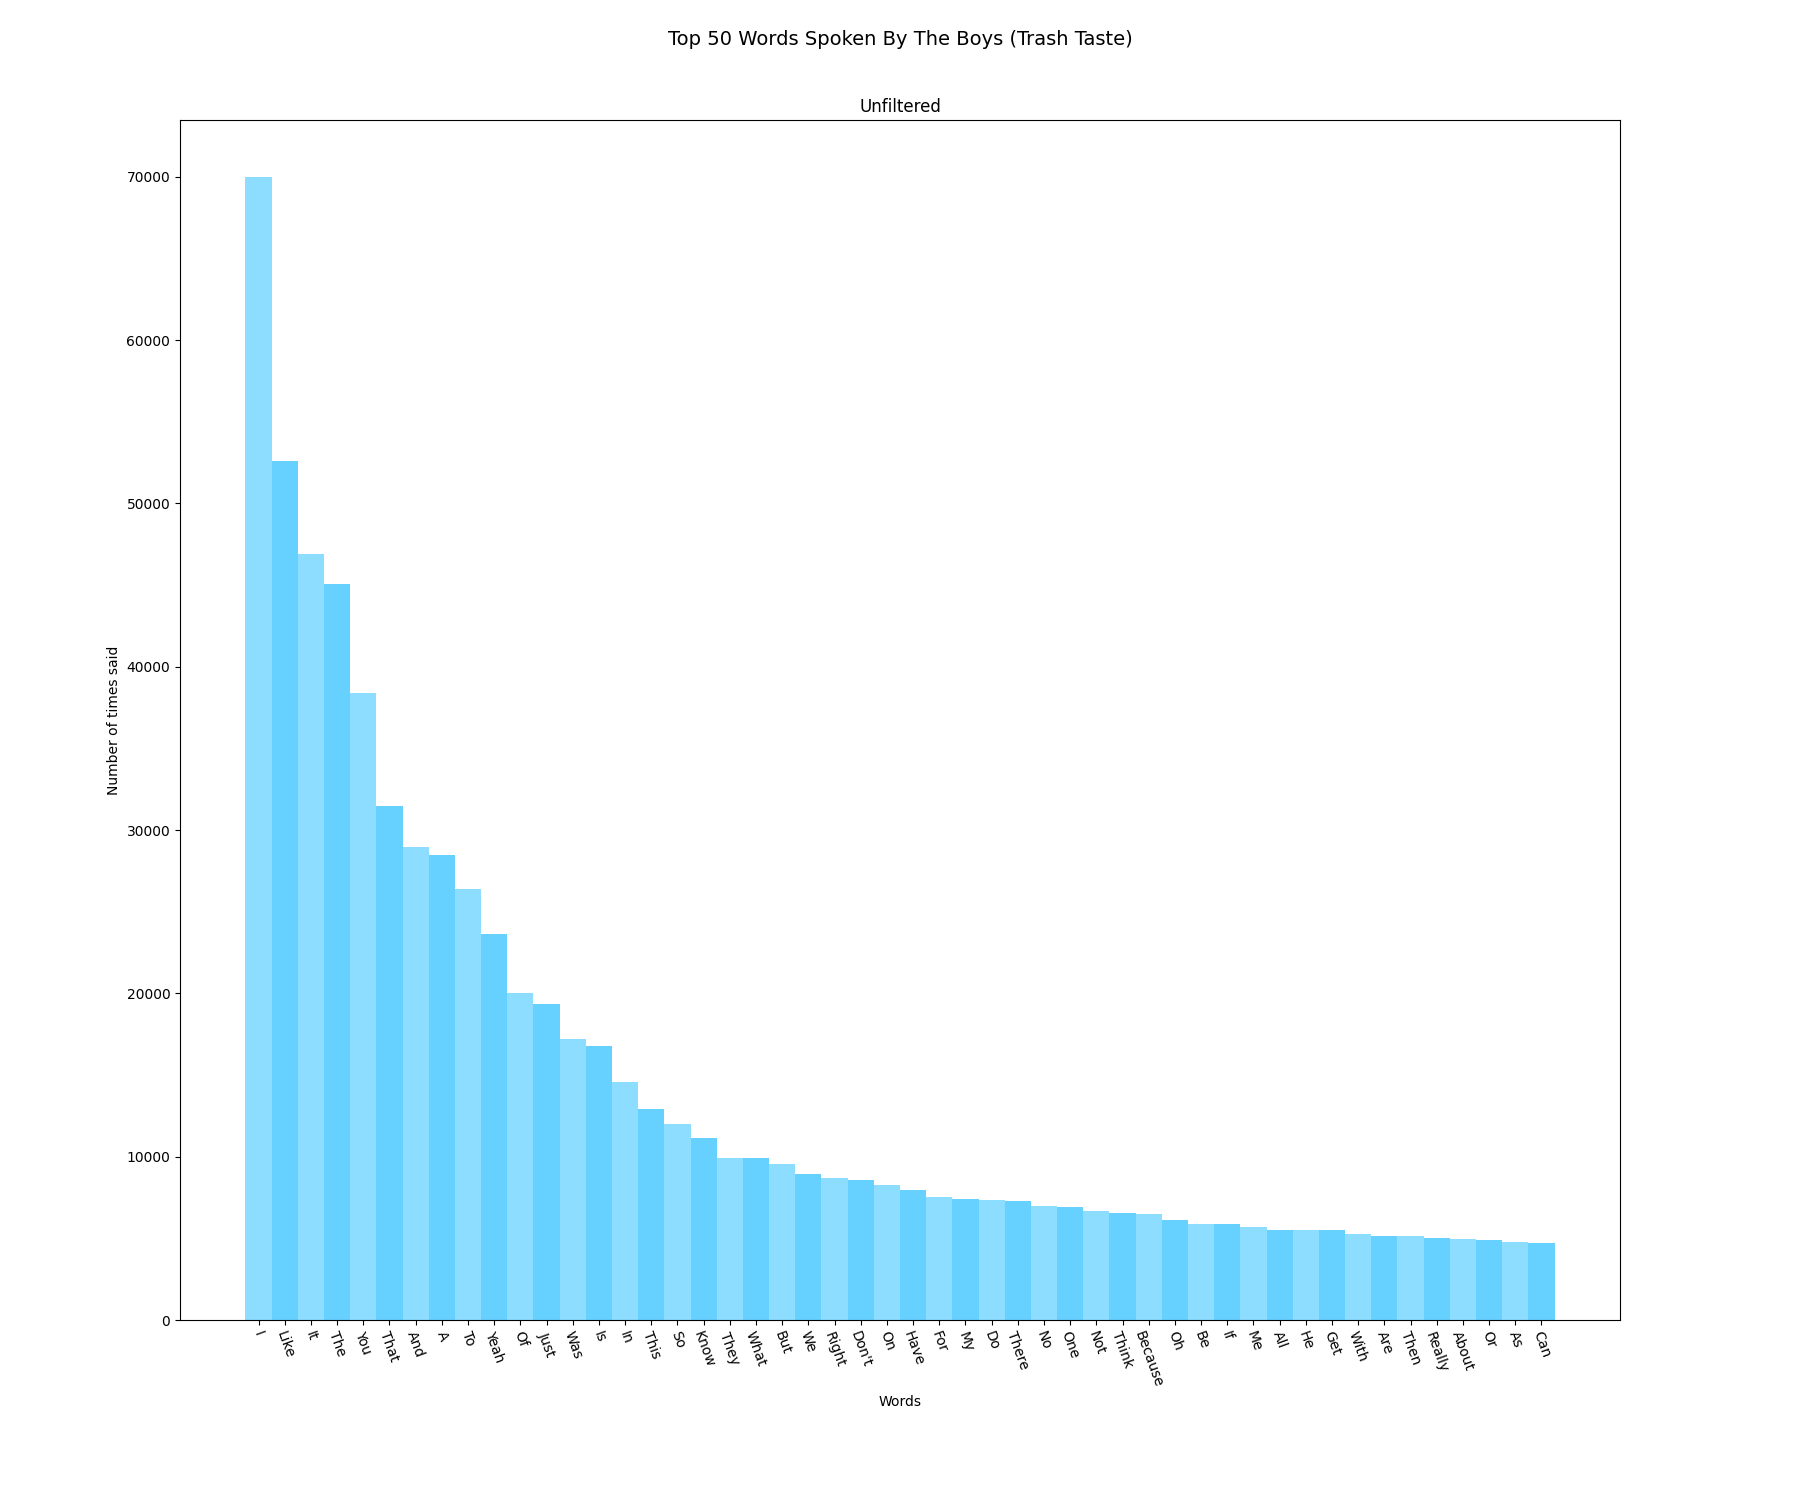 Top 50 Words Spoken By The Boys (Trash Taste)
Unfiltered
70000
60000
50000
40000
30000
20000
10000
0
Number of times said
I
Like
It
The
You
That
And
A
To
Yeah
Of
Just
Was
Is
In
This
So
Know
They
What
But
We
Right
Don't
On
Have
For
My
Do
There
No
One
Not
Think
Because
Oh
Be
If
Me
All
He
Get
With
Are
Then
Really
About
Or
As
Can
Words